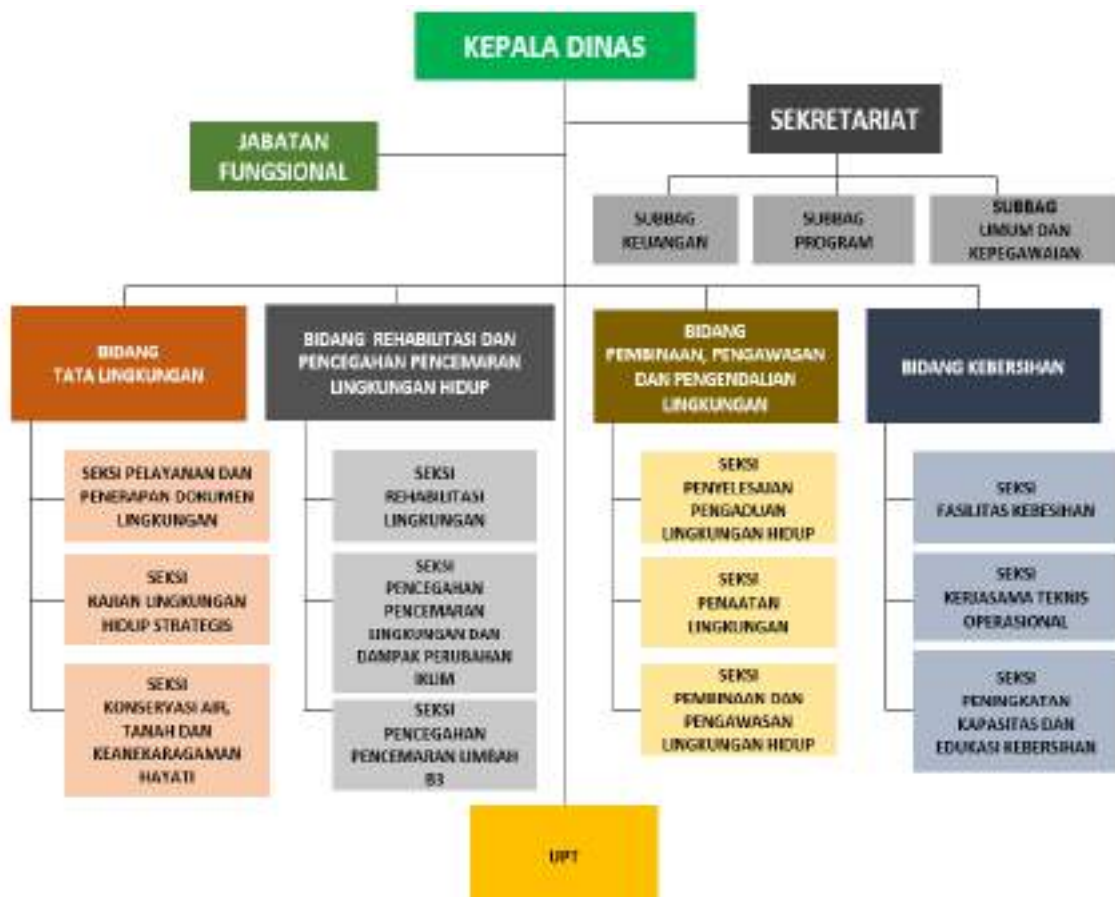 KEPALA DINAS
SEKRETARIAT
JABATAN
FUNGSIONAL
SUBBAG
KEUANGAN
SUBBAG
PROGRAM
SUBBAG
UMUM DAN
KEPEGAWAIAN
BIDANG
TATA LINGKUNGAN
BIDANG REHABILITASI DAN
PENCEGAHAN PENCEMARAN
LINGKUNGAN HIDUP
BIDANG
PEMBINAAN, PENGAWASAN
DAN PENGENDALIAN
LINGKUNGAN
BIDANG KEBERSIHAN
SEKSI PELAYANAN DAN
PENERAPAN DOKUMEN
LINGKUNGAN
SEKSI
KAJIAN LINGKUNGAN
HIDUP STRATEGIS
SEKSI
KONSERVASI AIR,
TANAH DAN
KEANEKARAGAMAN
HAYATI
SEKSI
REHABILITASI
LINGKUNGAN
SEKSI
PENCEGAHAN
PENCEMARAN
LINGKUNGAN DAN
DAMPAK PERUBAHAN
IKLIM
SEKSI
PENCEGAHAN
PENCEMARAN LIMBAH
B3
SEKSI
PENYELESAIAN
PENGADUAN
LINGKUNGAN HIDUP
SEKSI
PENAATAN
LINGKUNGAN
SEKSI
PEMBINAAN DAN
PENGAWASAN
LINGKUNGAN HIDUP
SEKSI
FASILITAS KEBESIHAN
SEKSI
KERJASAMA TEKNIS
OPERASIONAL
SEKSI
PENINGKATAN
KAPASITAS DAN
EDUKASI KEBERSIHAN
UPT